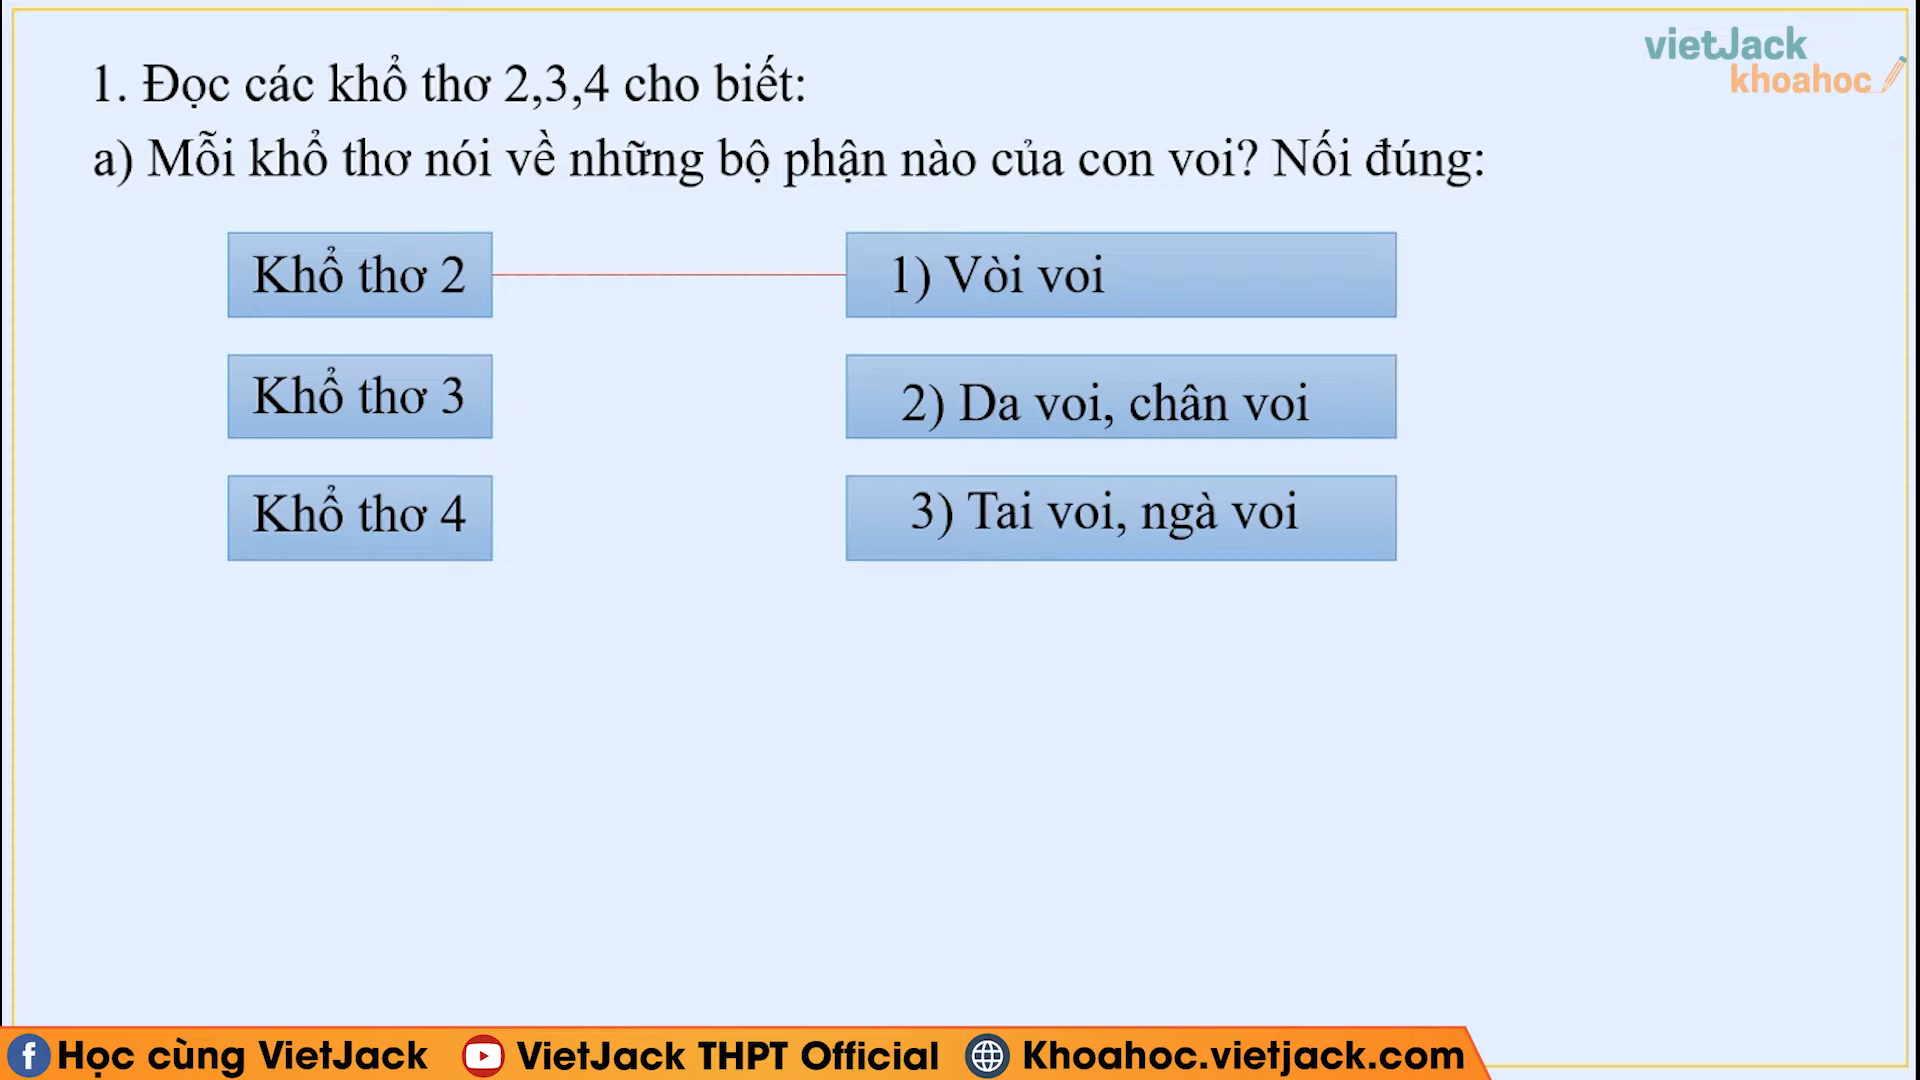 vietJack
khoahoc
1. Đọc các khổ thơ 2,3,4 cho biết:
a) Mỗi khổ thơ nói về những bộ phận nào của con voi? Nối đúng:
Khổ thơ 2
1) Vòi voi
Khổ thơ 3
2) Da voi, chân voi
Khổ thơ 4
3) Tai voi, ngà voi
Học cùng VietJack VietJack THPT Official Khoahoc.vietjack.com